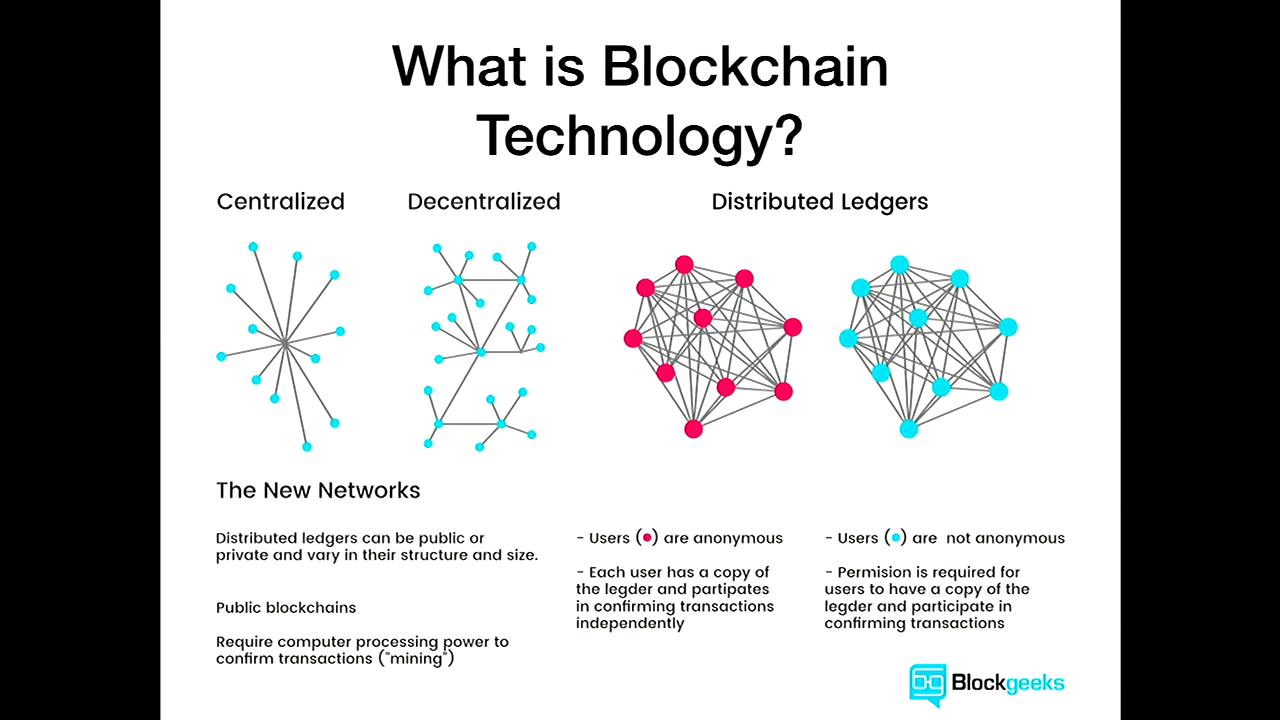 What is Blockchain
Technology?
Centralized
Decentralized
Distributed Ledgers
The New Networks
Distributed ledgers can be public or
private and vary in their structure and size.
Public blockchains
Require computer processing power to
confirm transactions ("mining")
- Users (●) are anonymous
- Each user has a copy of
the legder and partipates
in confirming transactions
independently
- Users (●) are not anonymous
- Permision is required for
users to have a copy of the
legder and participate in
confirming transactions
Blockgeeks